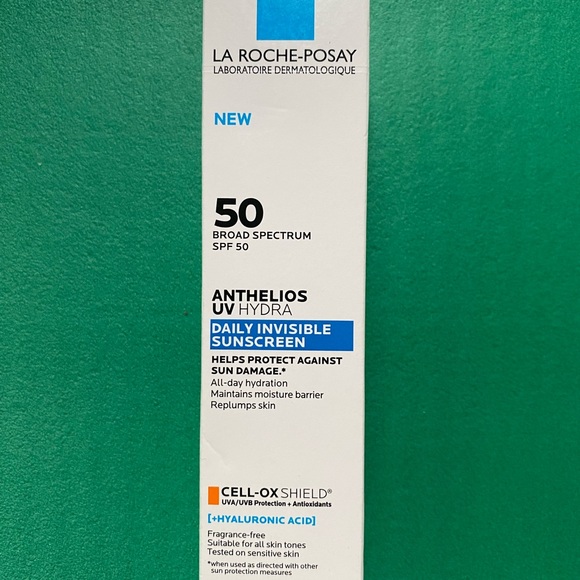 LA ROCHE-POSAY
LABORATOIRE DERMATOLOGIQUE
NEW
50
BROAD SPECTRUM
SPF 50
ANTHELIOS
UV HYDRA
DAILY INVISIBLE
SUNSCREEN
HELPS PROTECT AGAINST
SUN DAMAGE.*
All-day hydration
Maintains moisture barrier
Replumps skin
CELL-OX SHIELD®
UVA/UVB Protection + Antioxidants
[+HYALURONIC ACID]
Fragrance-free
Suitable for all skin tones
Tested on sensitive skin
*when used as directed with other
sun protection measures